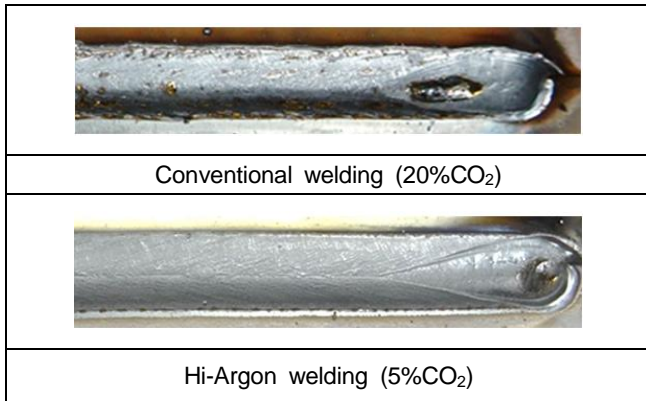 Conventional welding (20%CO₂)
Hi-Argon welding (5%CO₂)